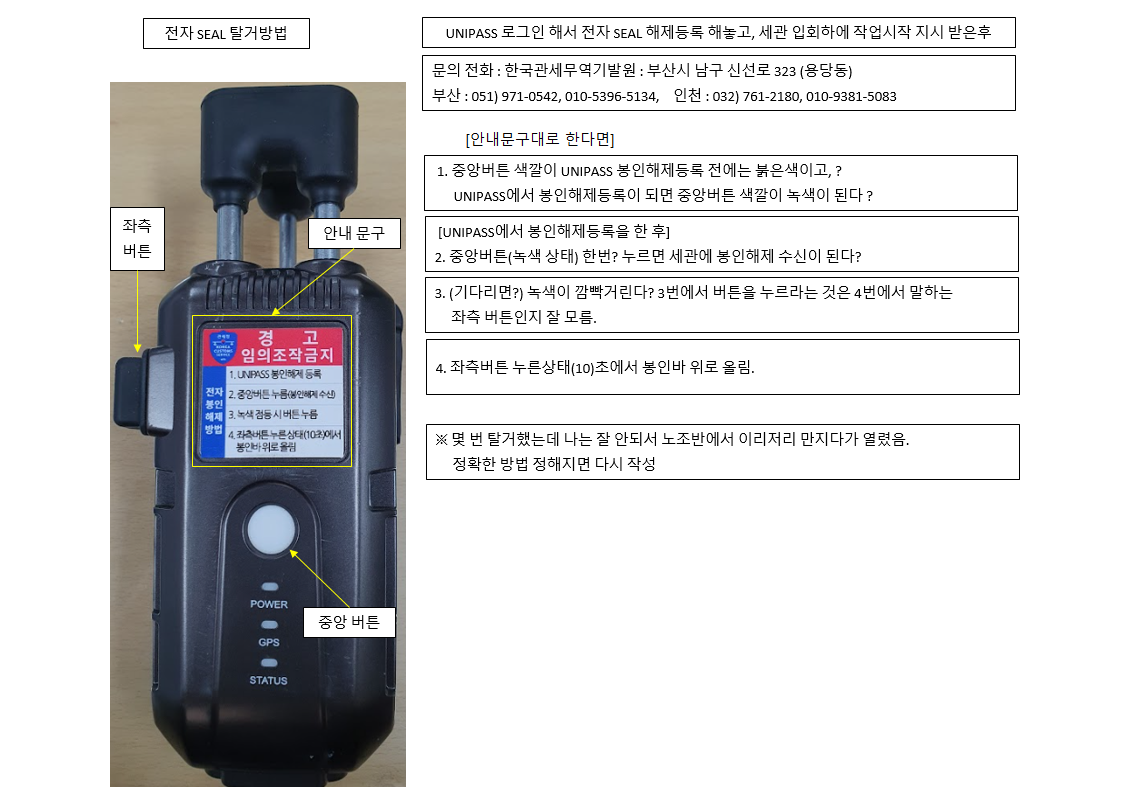 전자 SEAL 탈거방법
UNIPASS 로그인 해서 전자 SEAL 해제등록 해놓고, 세관 입회하에 작업시작 지시 받은후
문의 전화 : 한국관세무역기발원 : 부산시 남구 신선로 323 (용당동)
부산 : 051) 971-0542, 010-5396-5134, 인천 : 032) 761-2180, 010-9381-5083
[안내문구대로 한다면]
1. 중앙버튼 색깔이 UNIPASS 봉인해제등록 전에는 붉은색이고, ?
UNIPASS에서 봉인해제등록이 되면 중앙버튼 색깔이 녹색이 된다 ?
[UNIPASS에서 봉인해제등록을 한 후]
2. 중앙버튼(녹색 상태) 한번? 누르면 세관에 봉인해제 수신이 된다?
3. (기다리면?) 녹색이 깜빡거린다? 3번에서 버튼을 누르라는 것은 4번에서 말하는
좌측 버튼인지 잘 모름.
4. 좌측버튼 누른상태(10)초에서 봉인바 위로 올림.
※ 몇 번 탈거했는데 나는 잘 안되서 노조반에서 이리저리 만지다가 열렸음.
정확한 방법 정해지면 다시 작성
좌측
버튼
안내 문구
경 고
임의조작금지
KOREA
CUSTOMS
SERVICE
전자
봉인
해제
방법
1. UNIPASS 봉인해제 등록
2. 중앙버튼 누름(봉인해제 수신)
3. 녹색 점등 시 버튼 누름
4. 좌측버튼 누른상태(10초)에서
봉인바 위로 올림
중앙 버튼
POWER
GPS
STATUS